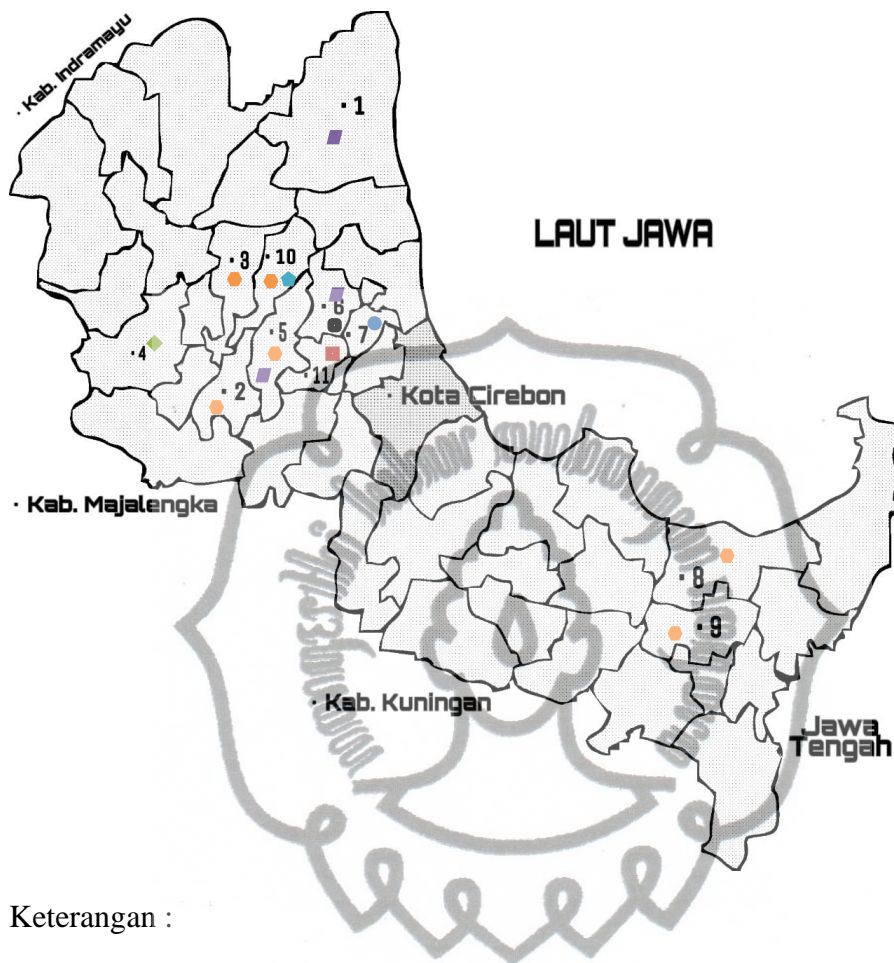 · Kab. Indramayu
· 1
LAUT JAWA
· 3
· 10
· 6
· 5
· 7
· 4
· 11
· 2
· Kota Cirebon
· Kab. Majalengka
· 8
· 9
· Kab. Kuningan
Jawa
Tengah
Keterangan :